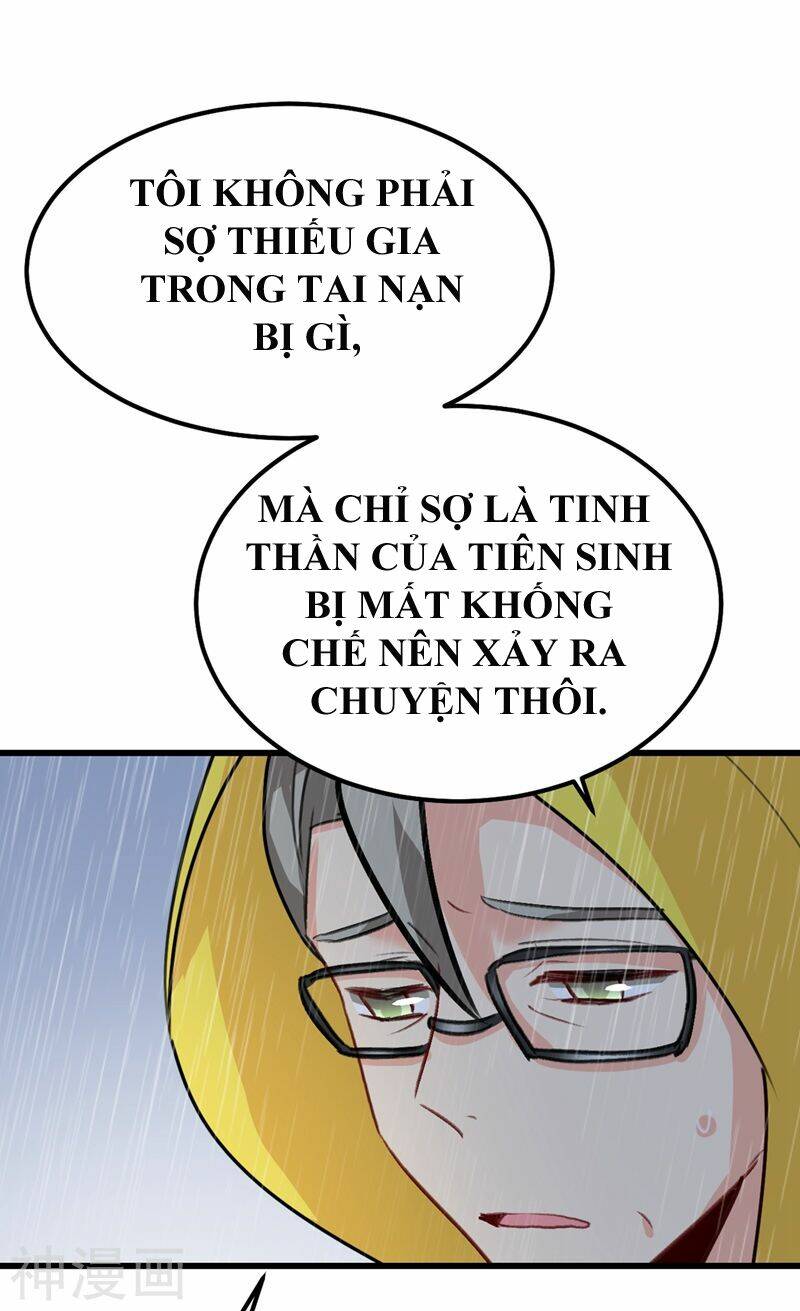 TÔI KHÔNG PHẢI
SỢ THIẾU GIA
TRONG TAI NẠN
BỊ GÌ,
MÀ CHỈ SỢ LÀ TINH
THẦN CỦA TIÊN SINH
BỊ MẤT KHỐNG
CHẾ NÊN XẢY RA
CHUYỆN THÔI.
神漫画